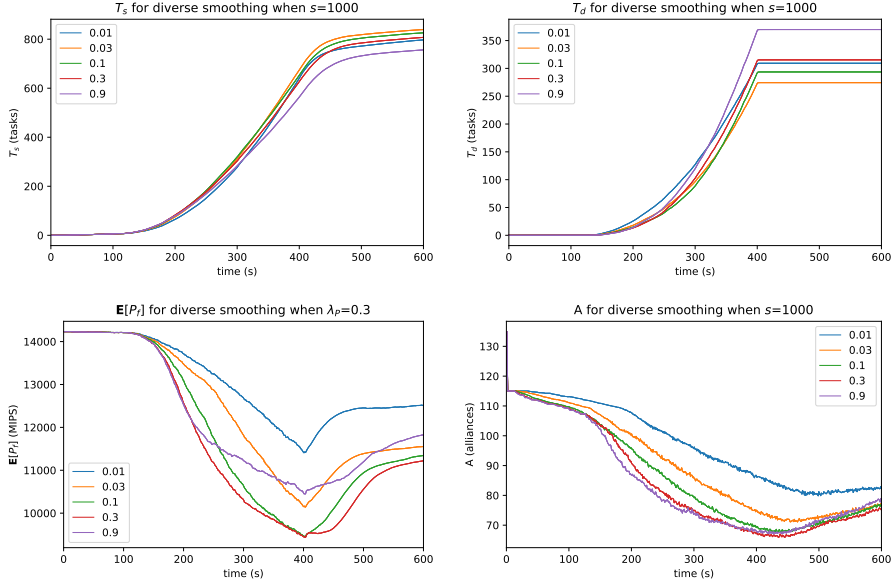 T_s for diverse smoothing when s=1000
T_s (tasks)
800
600
400
200
0
0.01
0.03
0.1
0.3
0.9
0 100 200 300 400 500 600
time (s)
T_d for diverse smoothing when s=1000
T_d (tasks)
350
300
250
200
150
100
50
0
0.01
0.03
0.1
0.3
0.9
0 100 200 300 400 500 600
time (s)
E[P_f] for diverse smoothing when λ_P=0.3
E[P_f] (MIPS)
14000
13000
12000
11000
10000
0.01
0.03
0.1
0.3
0.9
0 100 200 300 400 500 600
time (s)
A for diverse smoothing when s=1000
A (alliances)
130
120
110
100
90
80
70
0.01
0.03
0.1
0.3
0.9
0 100 200 300 400 500 600
time (s)